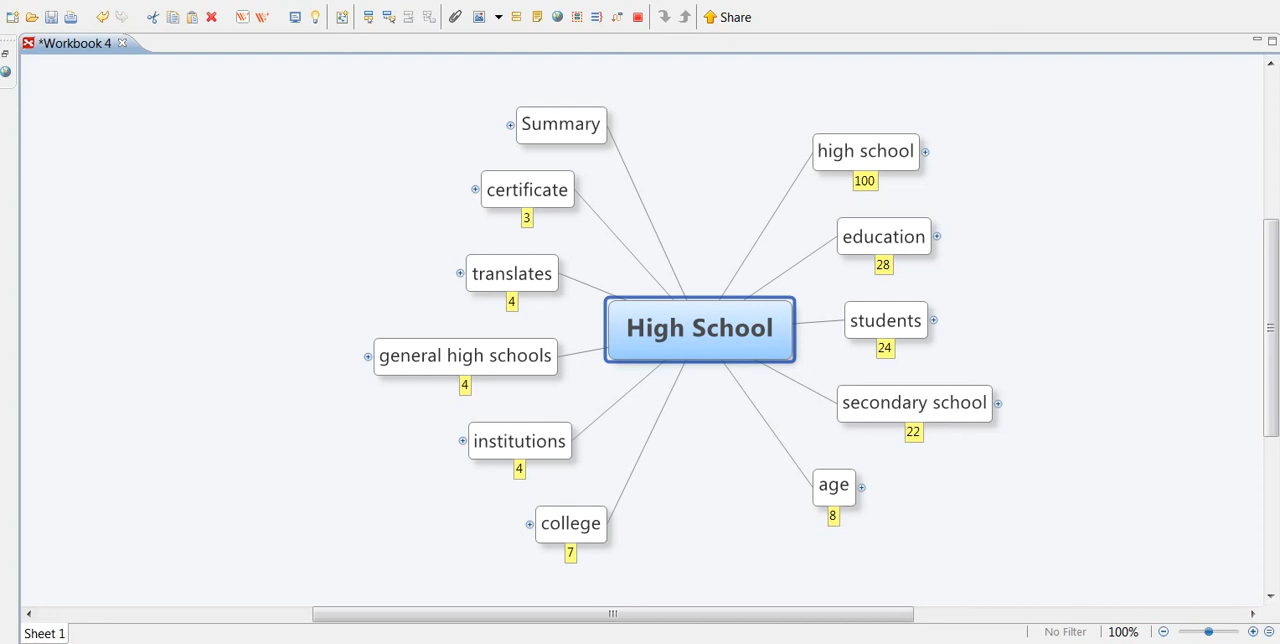 Share
*Workbook 4
Summary
high school
100
certificate
3
education
28
translates
4
High School
students
24
general high schools
4
secondary school
22
institutions
4
age
8
college
7
Sheet 1
No Filter
100%